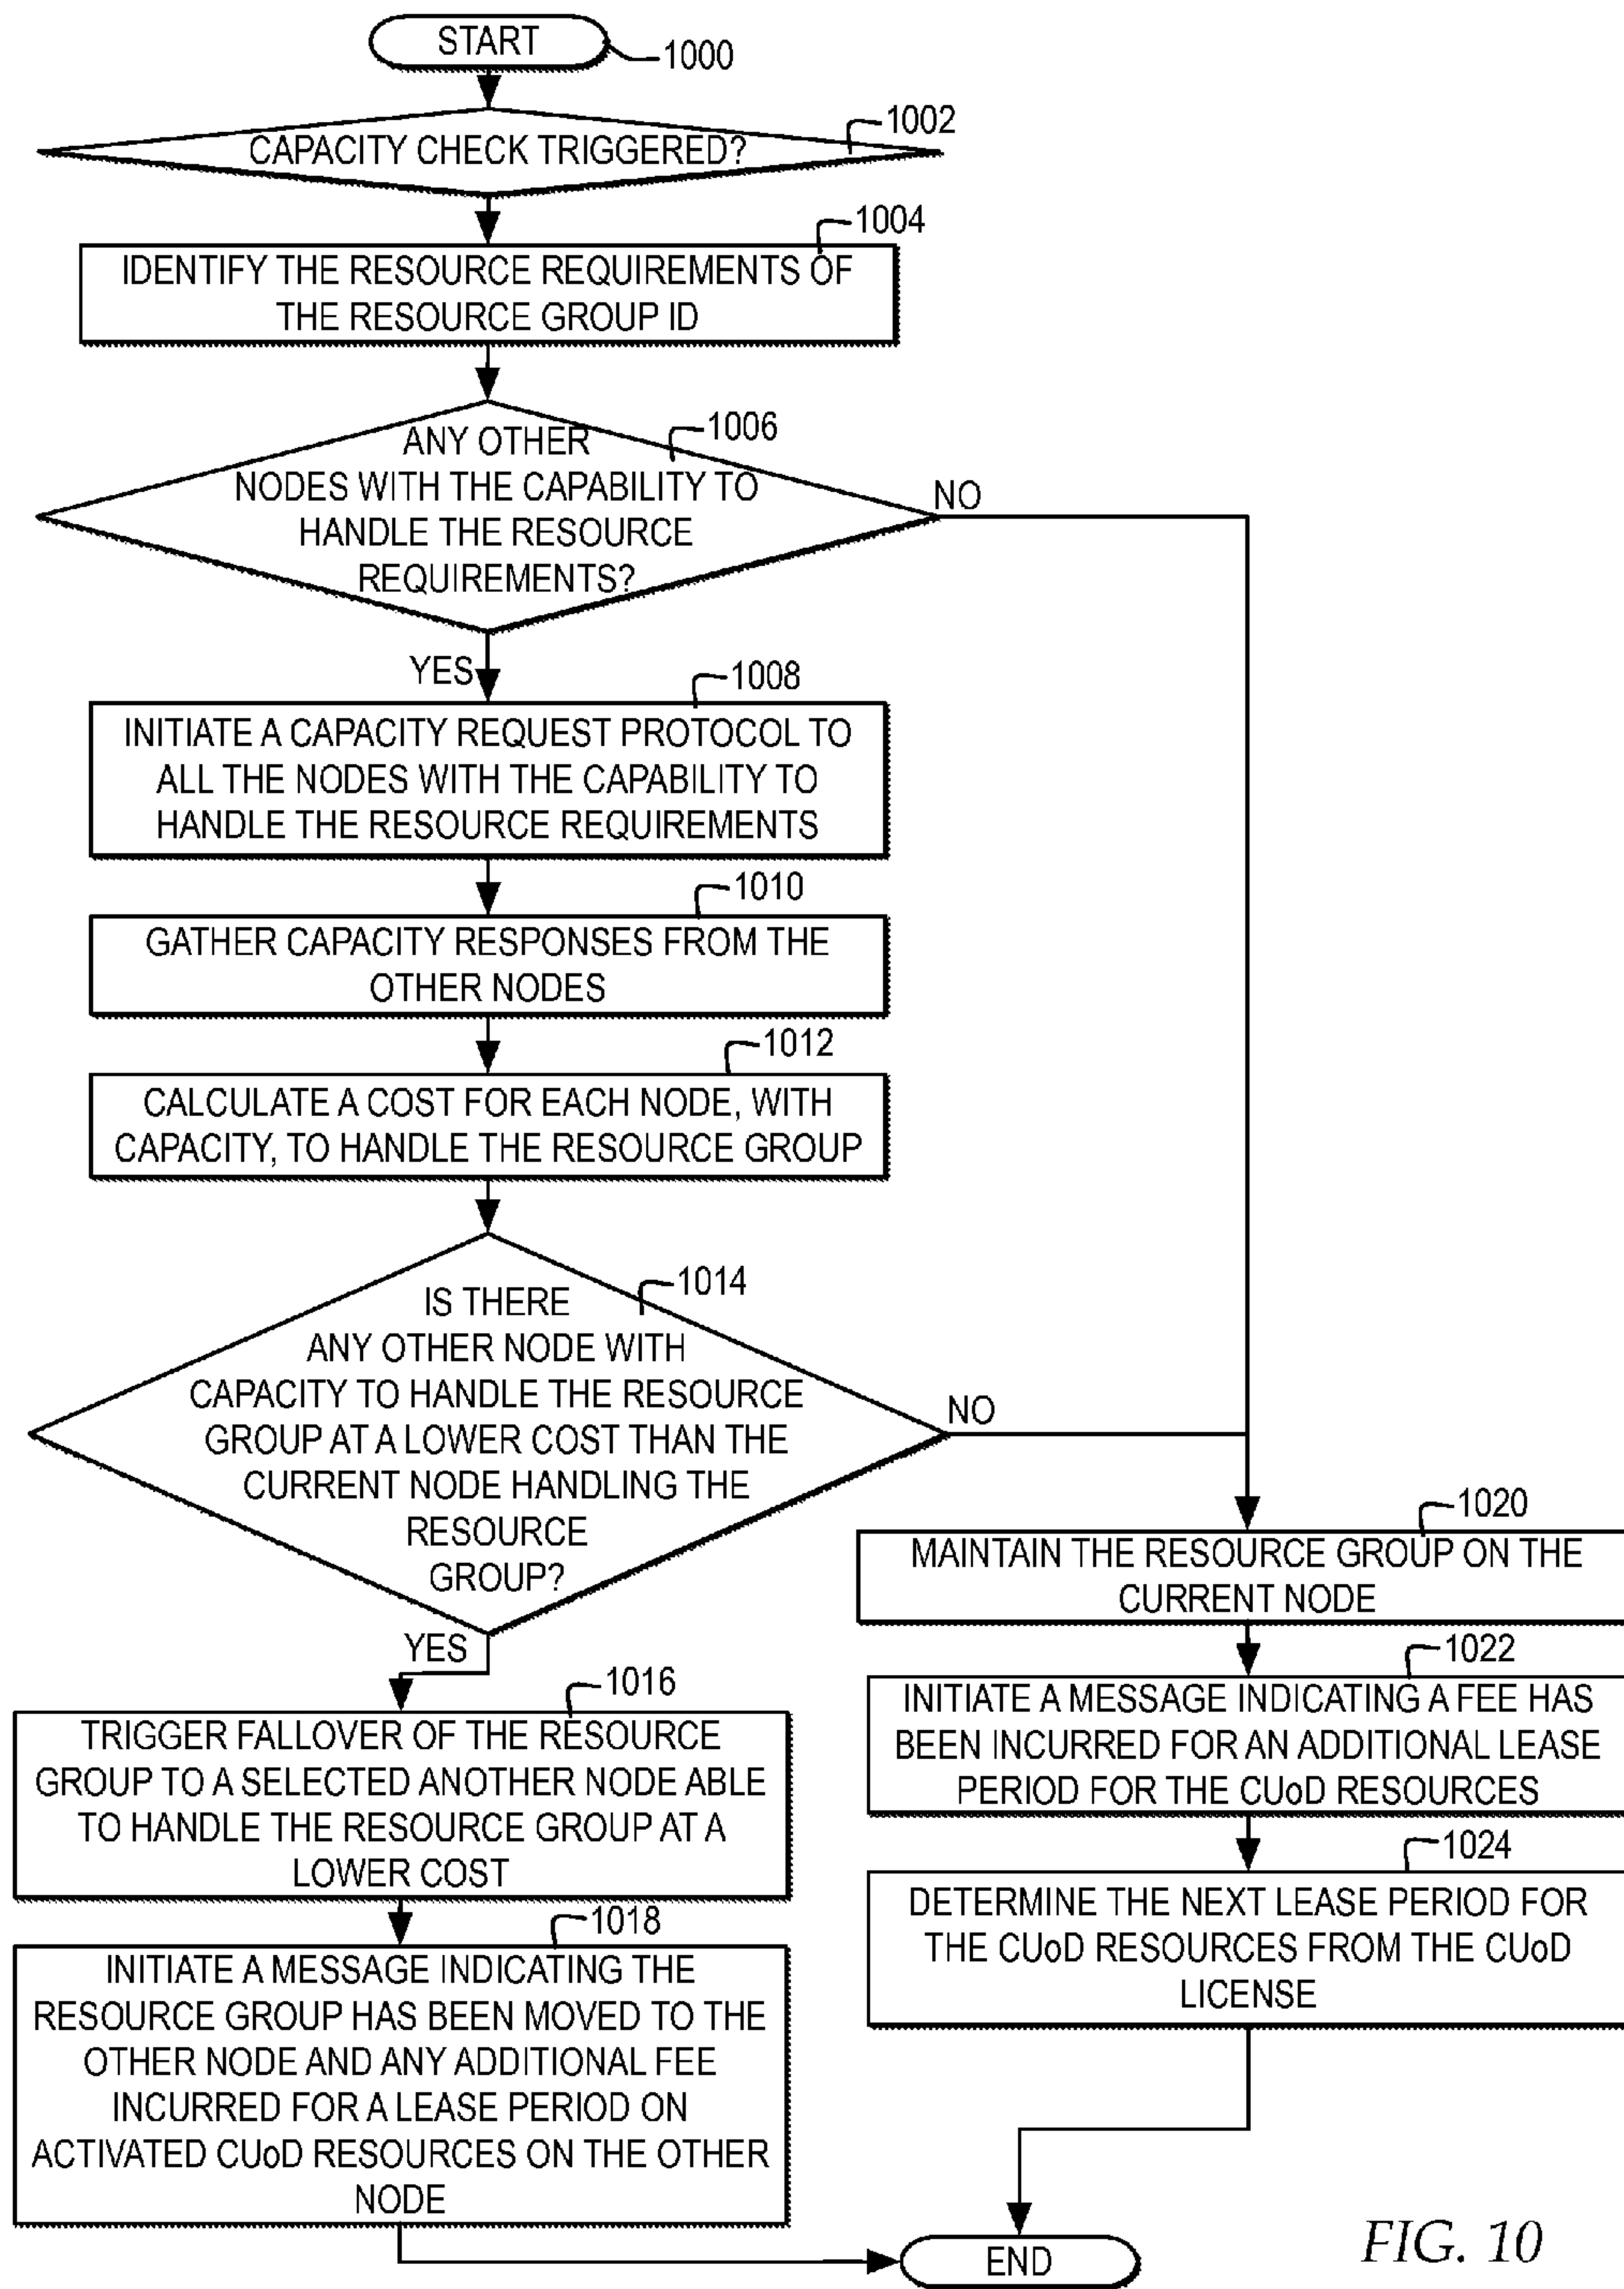 START
1000
CAPACITY CHECK TRIGGERED?
1002
1004
IDENTIFY THE RESOURCE REQUIREMENTS OF
THE RESOURCE GROUP ID
1006
ANY OTHER
NODES WITH THE CAPABILITY TO
HANDLE THE RESOURCE
REQUIREMENTS?
NO
YES
1008
INITIATE A CAPACITY REQUEST PROTOCOL TO
ALL THE NODES WITH THE CAPABILITY TO
HANDLE THE RESOURCE REQUIREMENTS
1010
GATHER CAPACITY RESPONSES FROM THE
OTHER NODES
1012
CALCULATE A COST FOR EACH NODE, WITH
CAPACITY, TO HANDLE THE RESOURCE GROUP
1014
IS THERE
ANY OTHER NODE WITH
CAPACITY TO HANDLE THE RESOURCE
GROUP AT A LOWER COST THAN THE
CURRENT NODE HANDLING THE
RESOURCE
GROUP?
NO
YES
1016
TRIGGER FALLOVER OF THE RESOURCE
GROUP TO A SELECTED ANOTHER NODE ABLE
TO HANDLE THE RESOURCE GROUP AT A
LOWER COST
1018
INITIATE A MESSAGE INDICATING THE
RESOURCE GROUP HAS BEEN MOVED TO THE
OTHER NODE AND ANY ADDITIONAL FEE
INCURRED FOR A LEASE PERIOD ON
ACTIVATED CUoD RESOURCES ON THE OTHER
NODE
1020
MAINTAIN THE RESOURCE GROUP ON THE
CURRENT NODE
1022
INITIATE A MESSAGE INDICATING A FEE HAS
BEEN INCURRED FOR AN ADDITIONAL LEASE
PERIOD FOR THE CUoD RESOURCES
1024
DETERMINE THE NEXT LEASE PERIOD FOR
THE CUoD RESOURCES FROM THE CUoD
LICENSE
END
FIG. 10